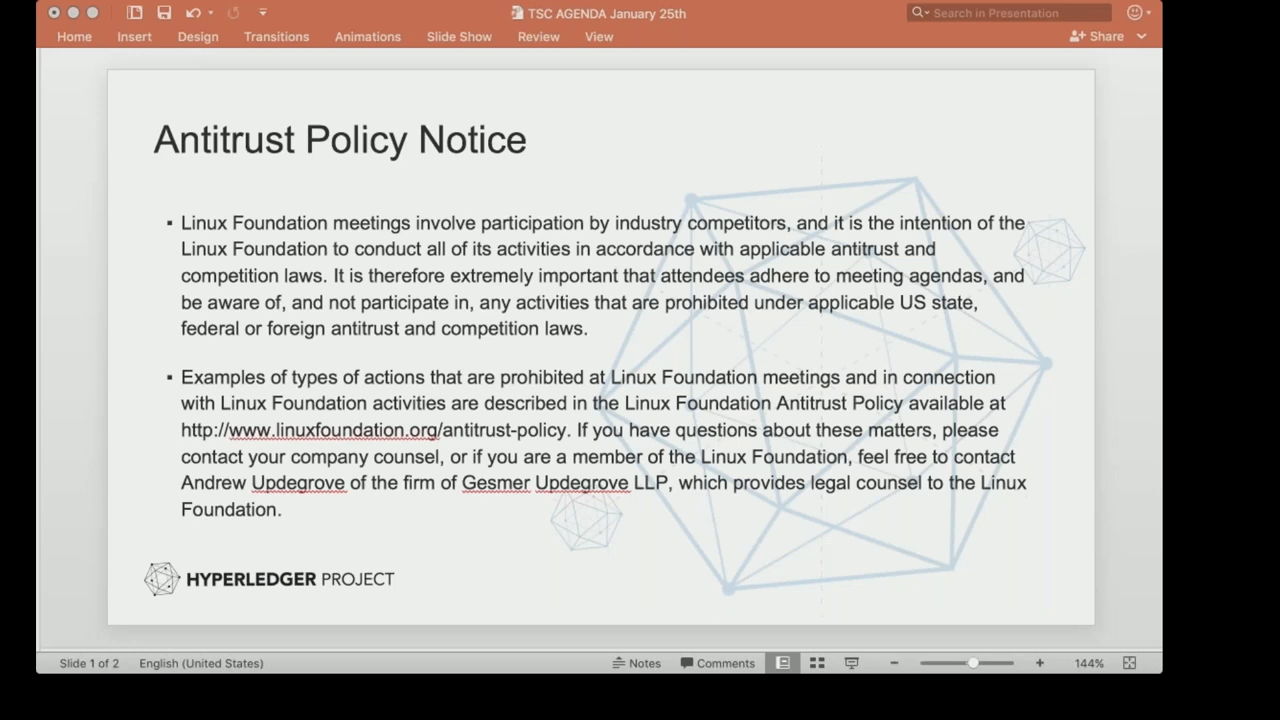 TSC AGENDA January 25th
Search in Presentation
Home Insert Design Transitions Animations Slide Show Review View Share
Antitrust Policy Notice
▪ Linux Foundation meetings involve participation by industry competitors, and it is the intention of the
Linux Foundation to conduct all of its activities in accordance with applicable antitrust and
competition laws. It is therefore extremely important that attendees adhere to meeting agendas, and
be aware of, and not participate in, any activities that are prohibited under applicable US state,
federal or foreign antitrust and competition laws.
▪ Examples of types of actions that are prohibited at Linux Foundation meetings and in connection
with Linux Foundation activities are described in the Linux Foundation Antitrust Policy available at
http://www.linuxfoundation.org/antitrust-policy. If you have questions about these matters, please
contact your company counsel, or if you are a member of the Linux Foundation, feel free to contact
Andrew Updegrove of the firm of Gesmer Updegrove LLP, which provides legal counsel to the Linux
Foundation.
HYPERLEDGER PROJECT
Slide 1 of 2 English (United States) Notes Comments 144%